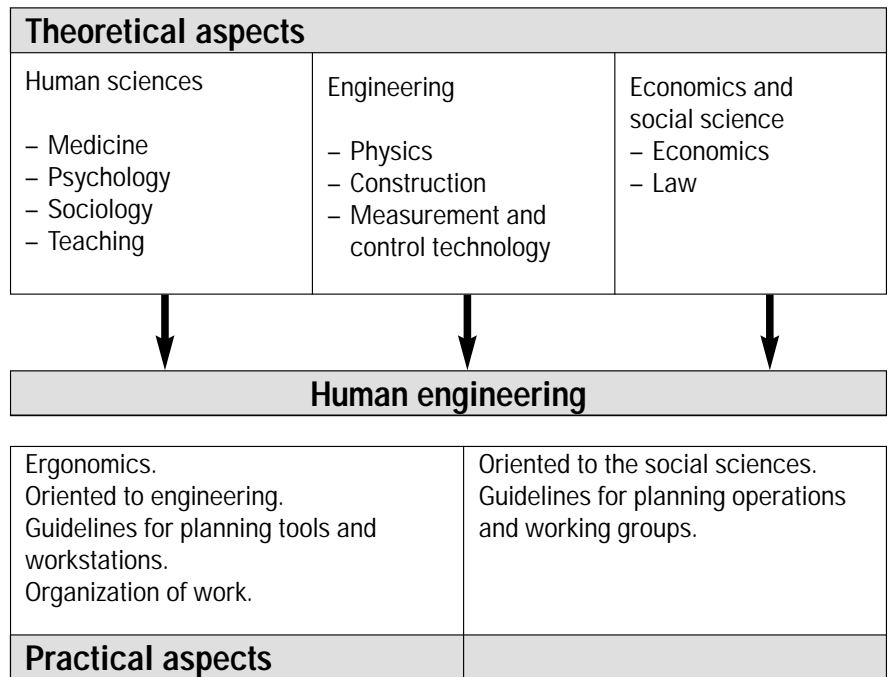 Theoretical aspects
Human sciences
– Medicine
– Psychology
– Sociology
– Teaching
Engineering
– Physics
– Construction
– Measurement and
control technology
Economics and
social science
– Economics
– Law
Human engineering
Ergonomics.
Oriented to engineering.
Guidelines for planning tools and
workstations.
Organization of work.
Oriented to the social sciences.
Guidelines for planning operations
and working groups.
Practical aspects